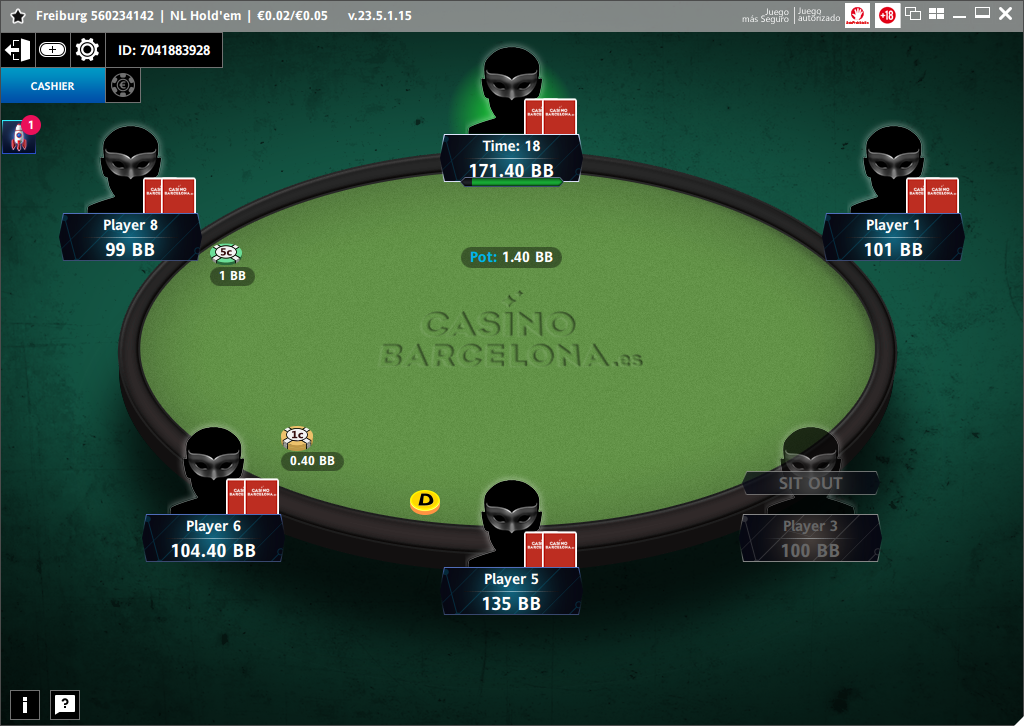 Freiburg 560234142 | NL Hold'em | €0.02/€0.05 v.23.5.1.15
Juego más Seguro
Juego autorizado
+18
ID: 7041883928
CASHIER
1
Time: 18
171.40 BB
Player 8
99 BB
CASINO BARCELONA.es
Player 1
101 BB
5c
1 BB
Pot: 1.40 BB
CASINO
BARCELONA.es
1c
0.40 BB
D
SIT OUT
Player 6
104.40 BB
Player 5
135 BB
Player 3
100 BB
i
?